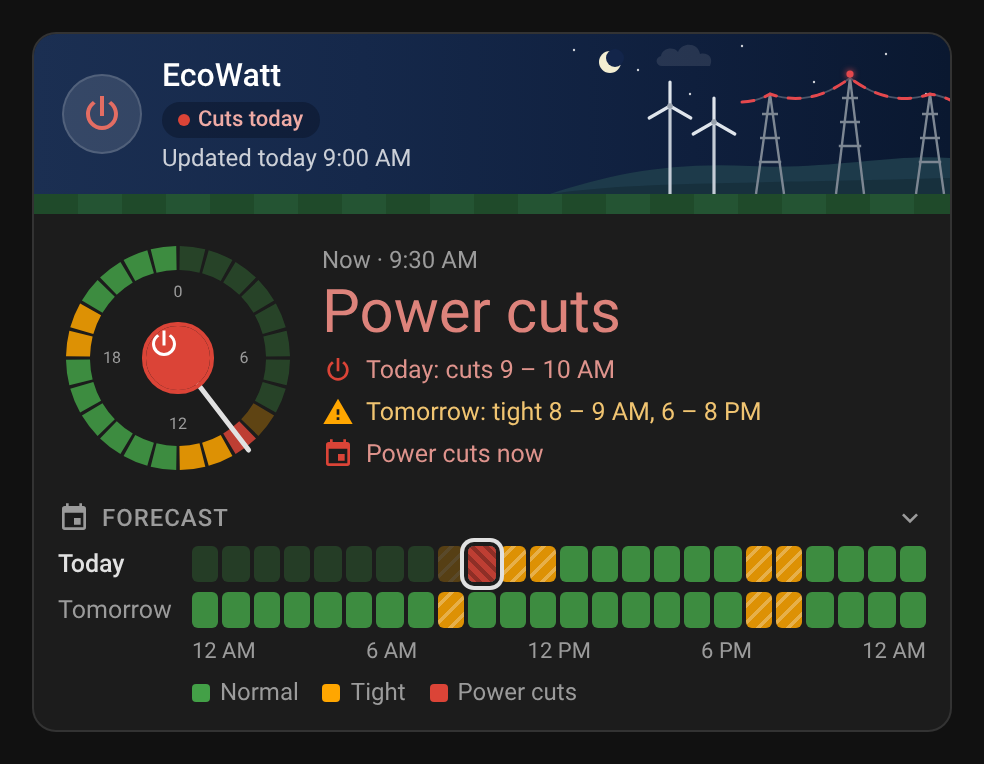 EcoWatt
Cuts today
Updated today 9:00 AM
0
6
12
18
Now · 9:30 AM
Power cuts
Today: cuts 9 – 10 AM
Tomorrow: tight 8 – 9 AM, 6 – 8 PM
Power cuts now
FORECAST
Today
Tomorrow
12 AM 6 AM 12 PM 6 PM 12 AM
Normal Tight Power cuts